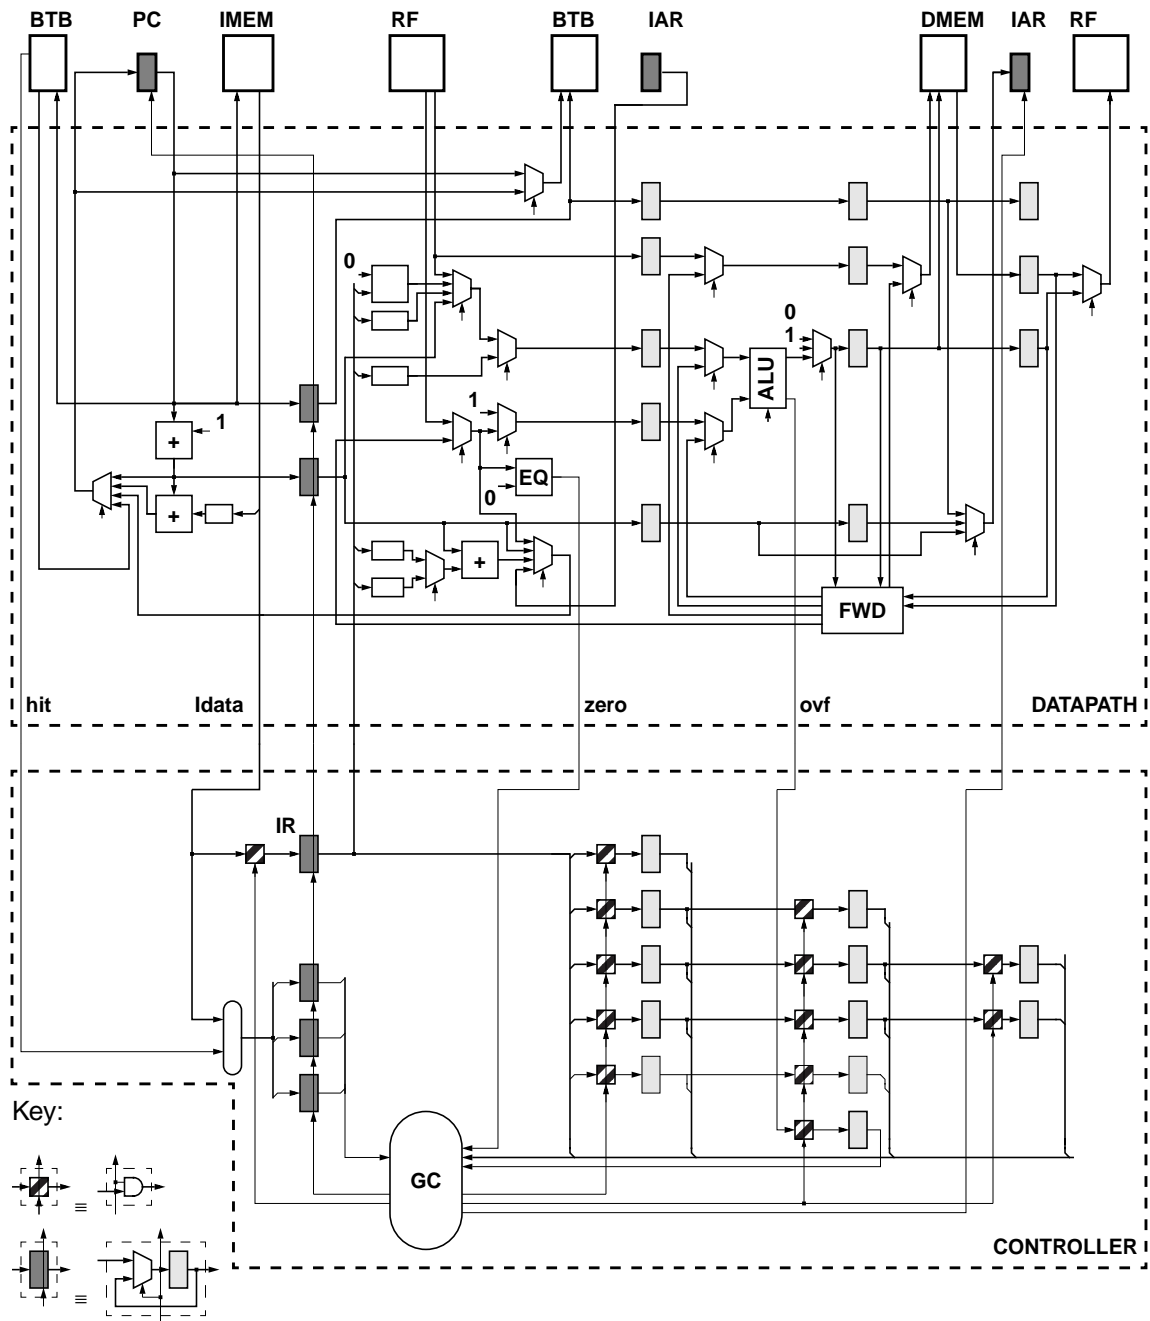 BTB PC IMEM RF BTB IAR DMEM IAR RF
0
0
1
ALU
1
1
+
EQ
0
+
+
FWD
hit Idata zero ovf DATAPATH
IR
Key:
GC
≡
CONTROLLER
≡